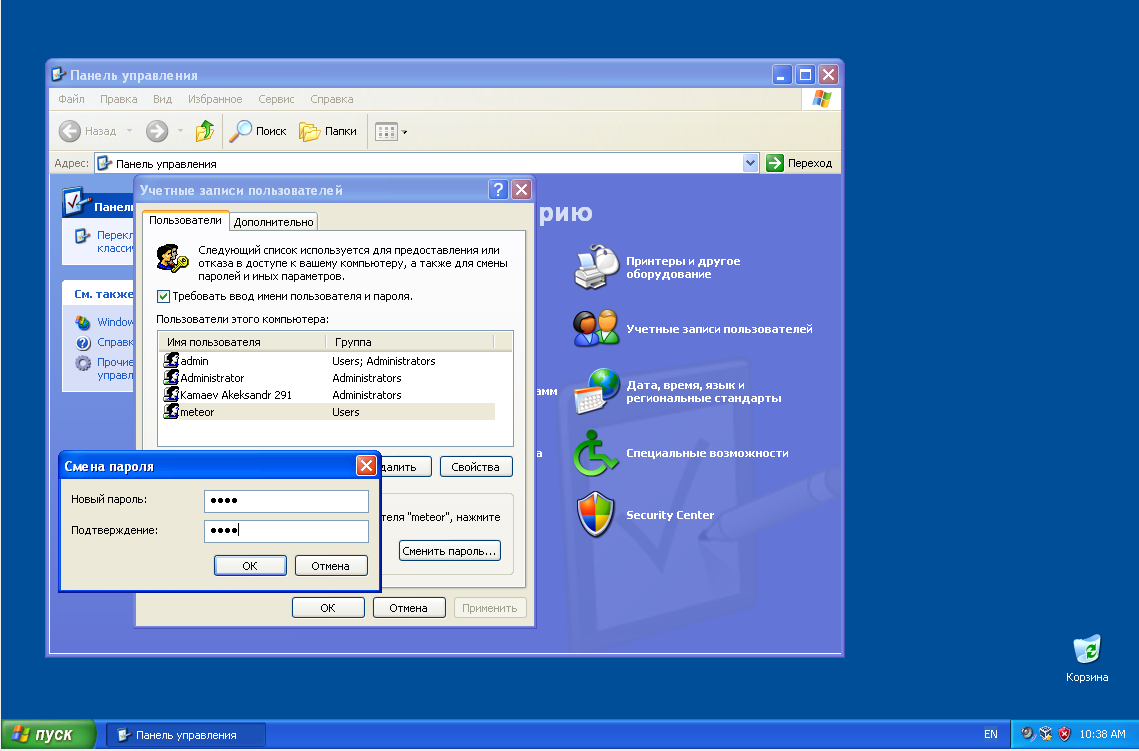 Панель управления
Файл Правка Вид Избранное Сервис Справка
Назад Поиск Папки
Адрес: Панель управления Переход
Учетные записи пользователей
рию
Пользователи Дополнительно
Следующий список используется для предоставления или
отказа в доступе к вашему компьютеру, а также для смены
паролей и иных параметров.
Требовать ввод имени пользователя и пароля.
Пользователи этого компьютера:
Имя пользователя Группа
admin Users; Administrators
Administrator Administrators
Kamaev Akeksandr 291 Administrators
meteor Users
далить Свойства
теля "meteor", нажмите
Сменить пароль...
OK Отмена Применить
Смена пароля
Новый пароль: ●●●●
Подтверждение: ●●●●
OK Отмена
Панел
Перекл
класси
См. также
Window
Справк
Прочие
управл
Принтеры и другое
оборудование
Учетные записи пользователей
амм
Дата, время, язык и
региональные стандарты
а
Специальные возможности
Security Center
Корзина
пуск Панель управления EN 10:38 AM